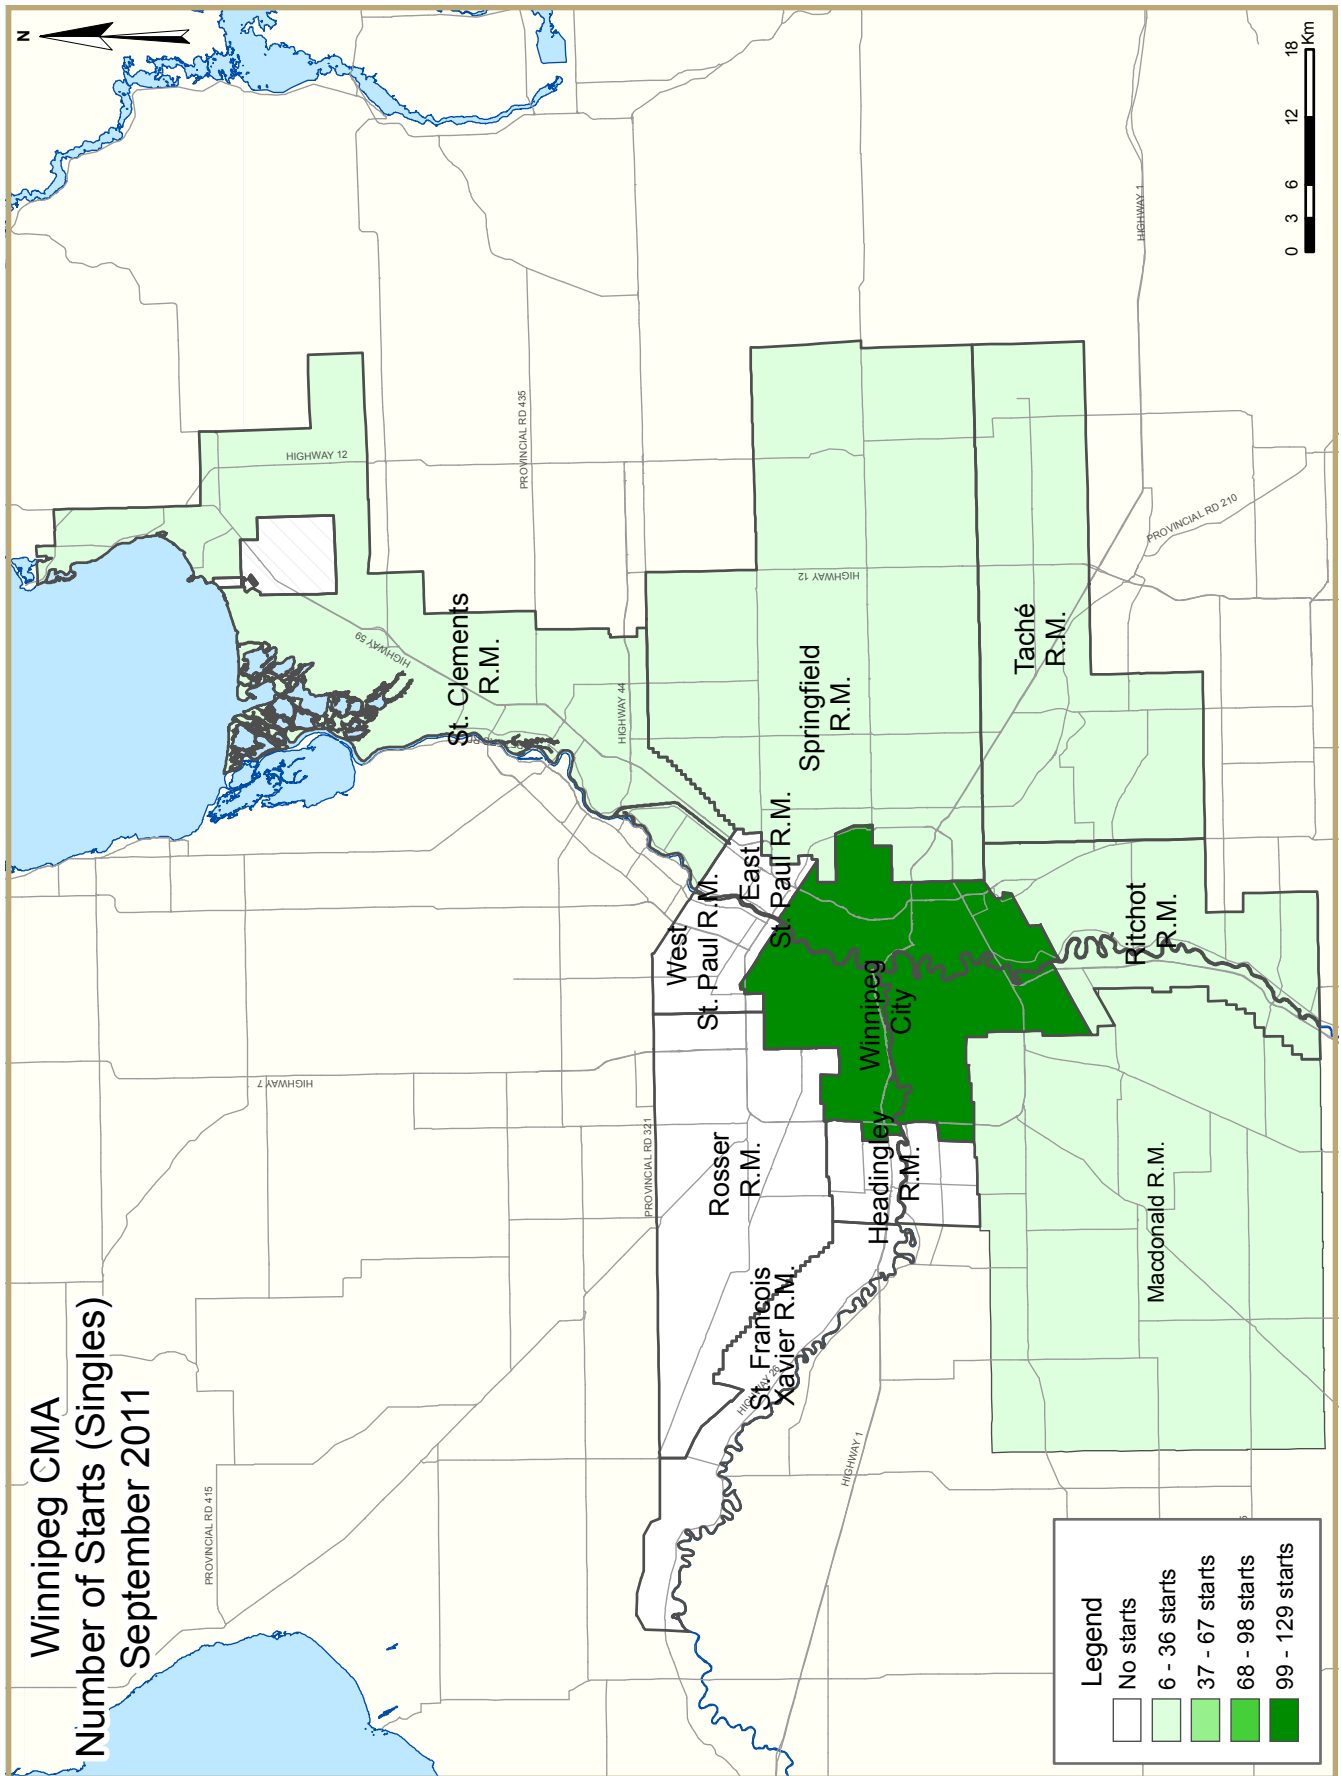 Winnipeg CMA
Number of Starts (Singles)
September 2011
N
HIGHWAY 12
PROVINCIAL RD 435
HIGHWAY 59
St. Clements
R.M.
HIGHWAY 44
HIGHWAY 7
PROVINCIAL RD 415
PROVINCIAL RD 321
HIGHWAY 12
Springfield
R.M.
East
St. Paul R.M.
West
St. Paul R.M.
Rosser
R.M.
St. Francois
Xavier R.M.
HIGHWAY 26
Winnipeg
City
Headingley
R.M.
HIGHWAY 1
HIGHWAY 1
Taché
R.M.
PROVINCIAL RD 210
Ritchot
R.M.
Macdonald R.M.
Legend
No starts
6 - 36 starts
37 - 67 starts
68 - 98 starts
99 - 129 starts
0 3 6 12 18
Km